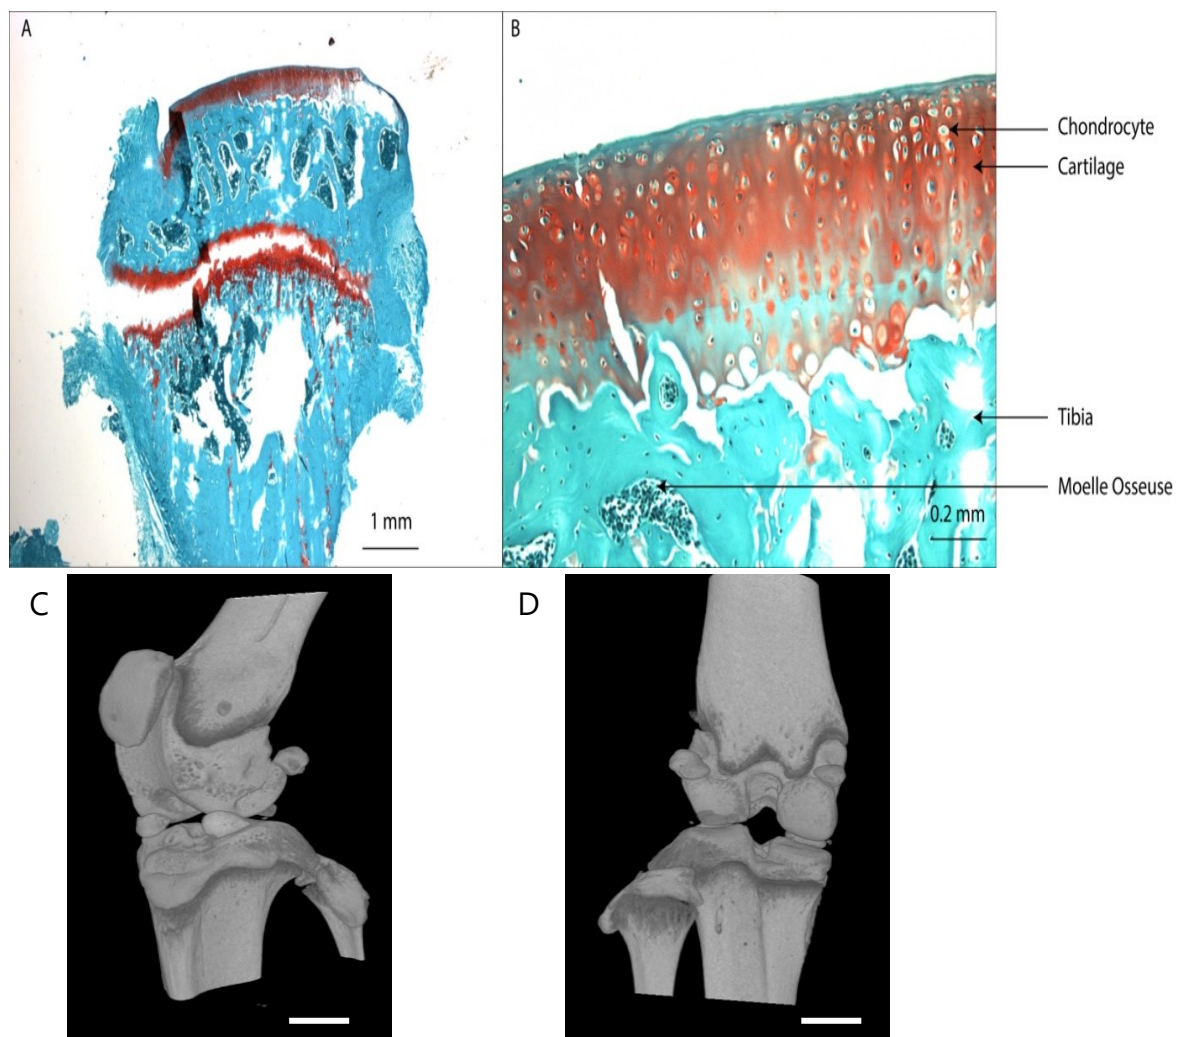 A
B
Chondrocyte
Cartilage
Tibia
Moelle Osseuse
1 mm
0.2 mm
C
D